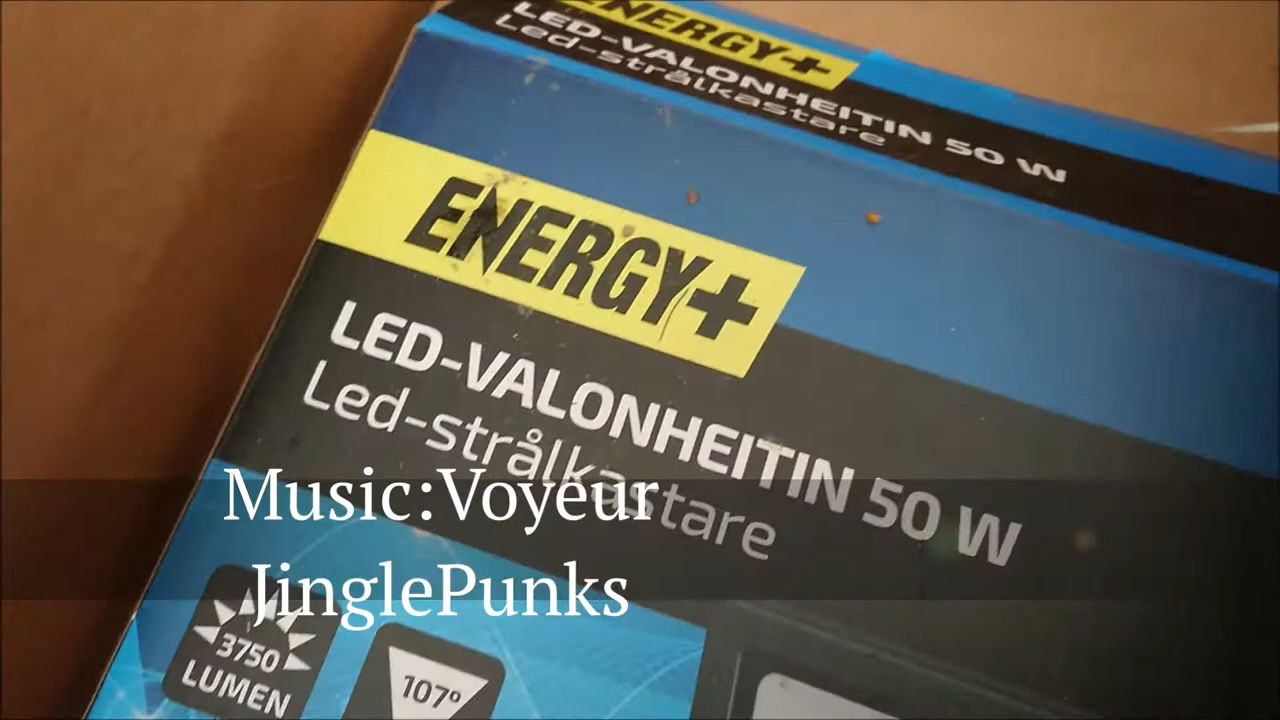 ENERGY+
LED-VALONHEITIN 50 W
Led-strålkastare
ENERGY+
LED-VALONHEITIN 50 W
Led-strålkastare
Music:Voyeur
JinglePunks
3750
LUMEN
107°